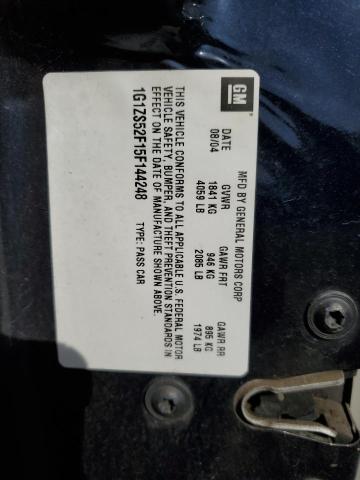 GM
MFD BY GENERAL MOTORS CORP
DATE GVWR GAWR FRT GAWR RR
08/04 1841 KG 946 KG 895 KG
4059 LB 2085 LB 1974 LB
THIS VEHICLE CONFORMS TO ALL APPLICABLE U.S. FEDERAL MOTOR
VEHICLE SAFETY, BUMPER, AND THEFT PREVENTION STANDARDS IN
EFFECT ON THE DATE OF MANUFACTURE SHOWN ABOVE.
1G1ZS52F15F144248 TYPE: PASS CAR